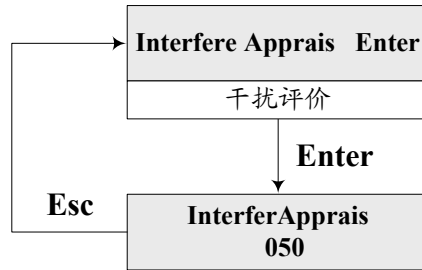 Interfere Apprais Enter
干扰评价
Enter
Esc
InterferApprais
050